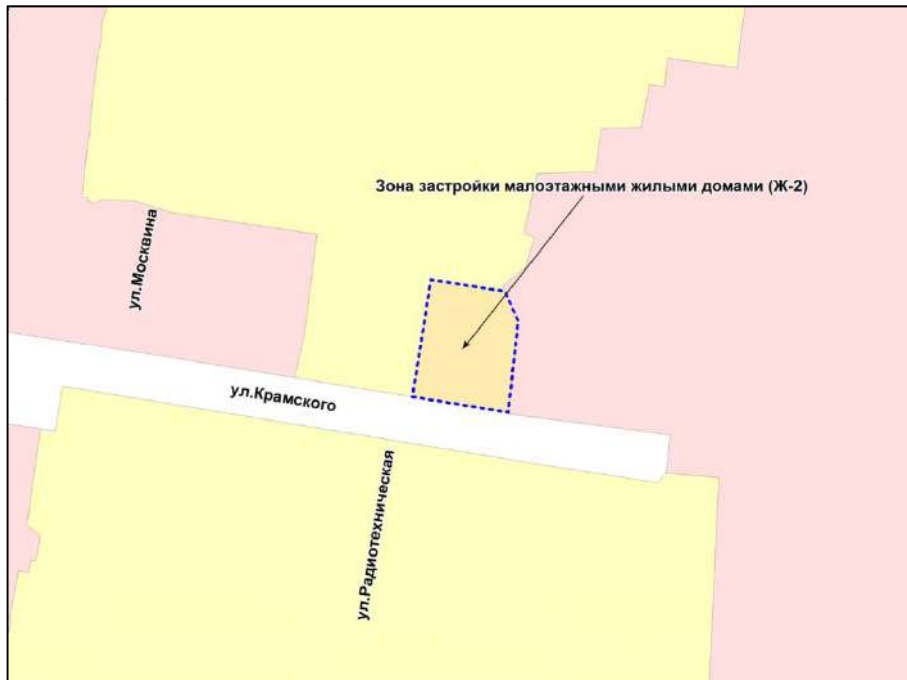 Зона застройки малоэтажными жилыми домами (Ж-2)
ул.Москвина
ул.Крамского
ул.Радиотехническая